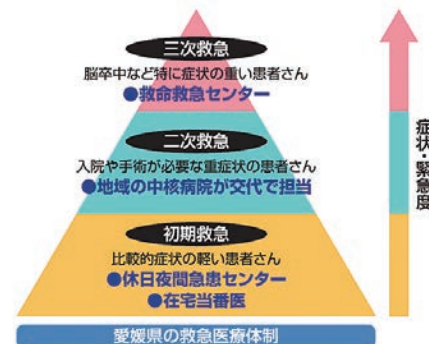 三次救急
脳卒中など特に症状の重い患者さん
●救命救急センター
二次救急
入院や手術が必要な重症状の患者さん
●地域の中核病院が交代で担当
初期救急
比較的症状の軽い患者さん
●休日夜間急患センター
●在宅当番医
症状・緊急度
愛媛県の救急医療体制